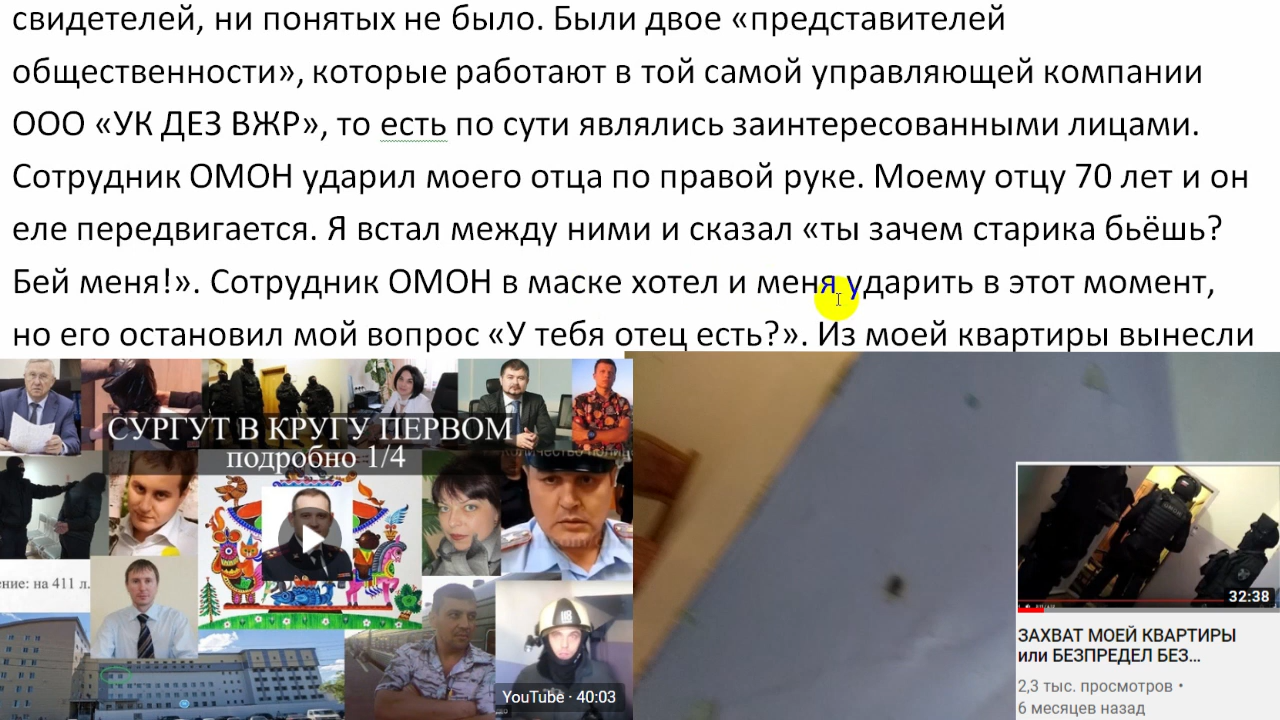 свидетелей, ни понятых не было. Были двое «представителей
общественности», которые работают в той самой управляющей компании
ООО «УК ДЕЗ ВЖР», то есть по сути являлись заинтересованными лицами.
Сотрудник ОМОН ударил моего отца по правой руке. Моему отцу 70 лет и он
еле передвигается. Я встал между ними и сказал «ты зачем старика бьёшь?
Бей меня!». Сотрудник ОМОН в маске хотел и меня ударить в этот момент,
но его остановил мой вопрос «У тебя отец есть?». Из моей квартиры вынесли
СУРГУТ В КРУГУ ПЕРВОМ
подробно 1/4
количество полиц
ение: на 411 л.
YouTube · 40:03
32:38
ЗАХВАТ МОЕЙ КВАРТИРЫ
или БЕЗПРЕДЕЛ БЕЗ...
2,3 тыс. просмотров •
6 месяцев назад